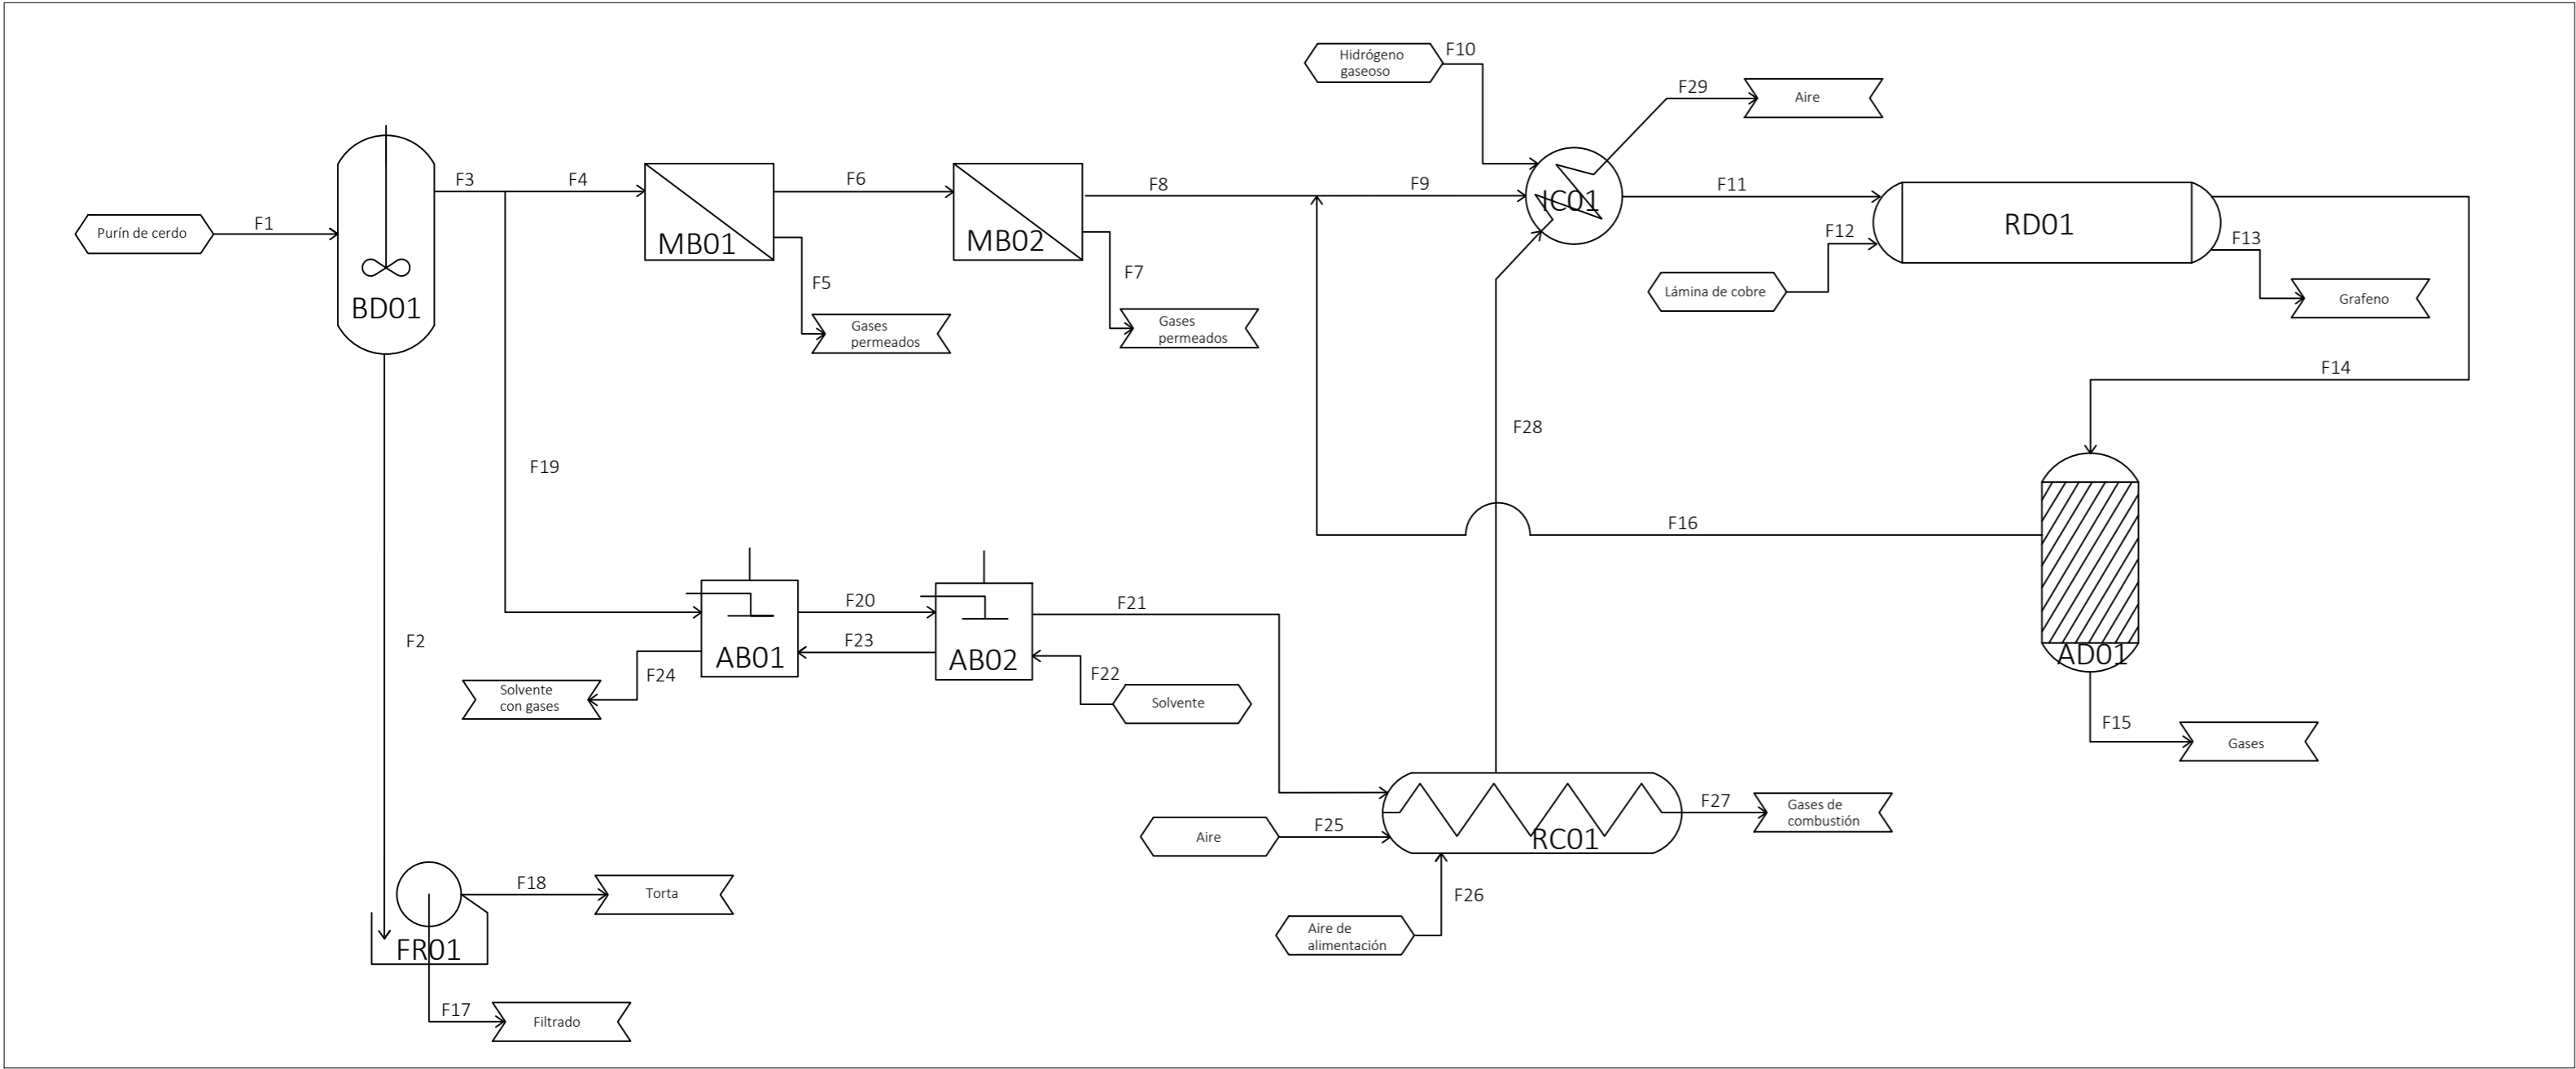 Hidrógeno
gaseoso
F10
F29
Aire
F3
F4
F6
F8
F9
IC01
F11
RD01
Purín de cerdo
F1
BD01
MB01
MB02
F5
F7
Gases
permeados
Gases
permeados
F12
Lámina de cobre
F13
Grafeno
F14
F28
F19
F16
F2
AB01
F20
F23
AB02
F21
F22
Solvente
F24
Solvente
con gases
AD01
F15
Gases
Aire
F25
RC01
F27
Gases de
combustión
F26
Aire de
alimentación
F18
Torta
FR01
F17
Filtrado